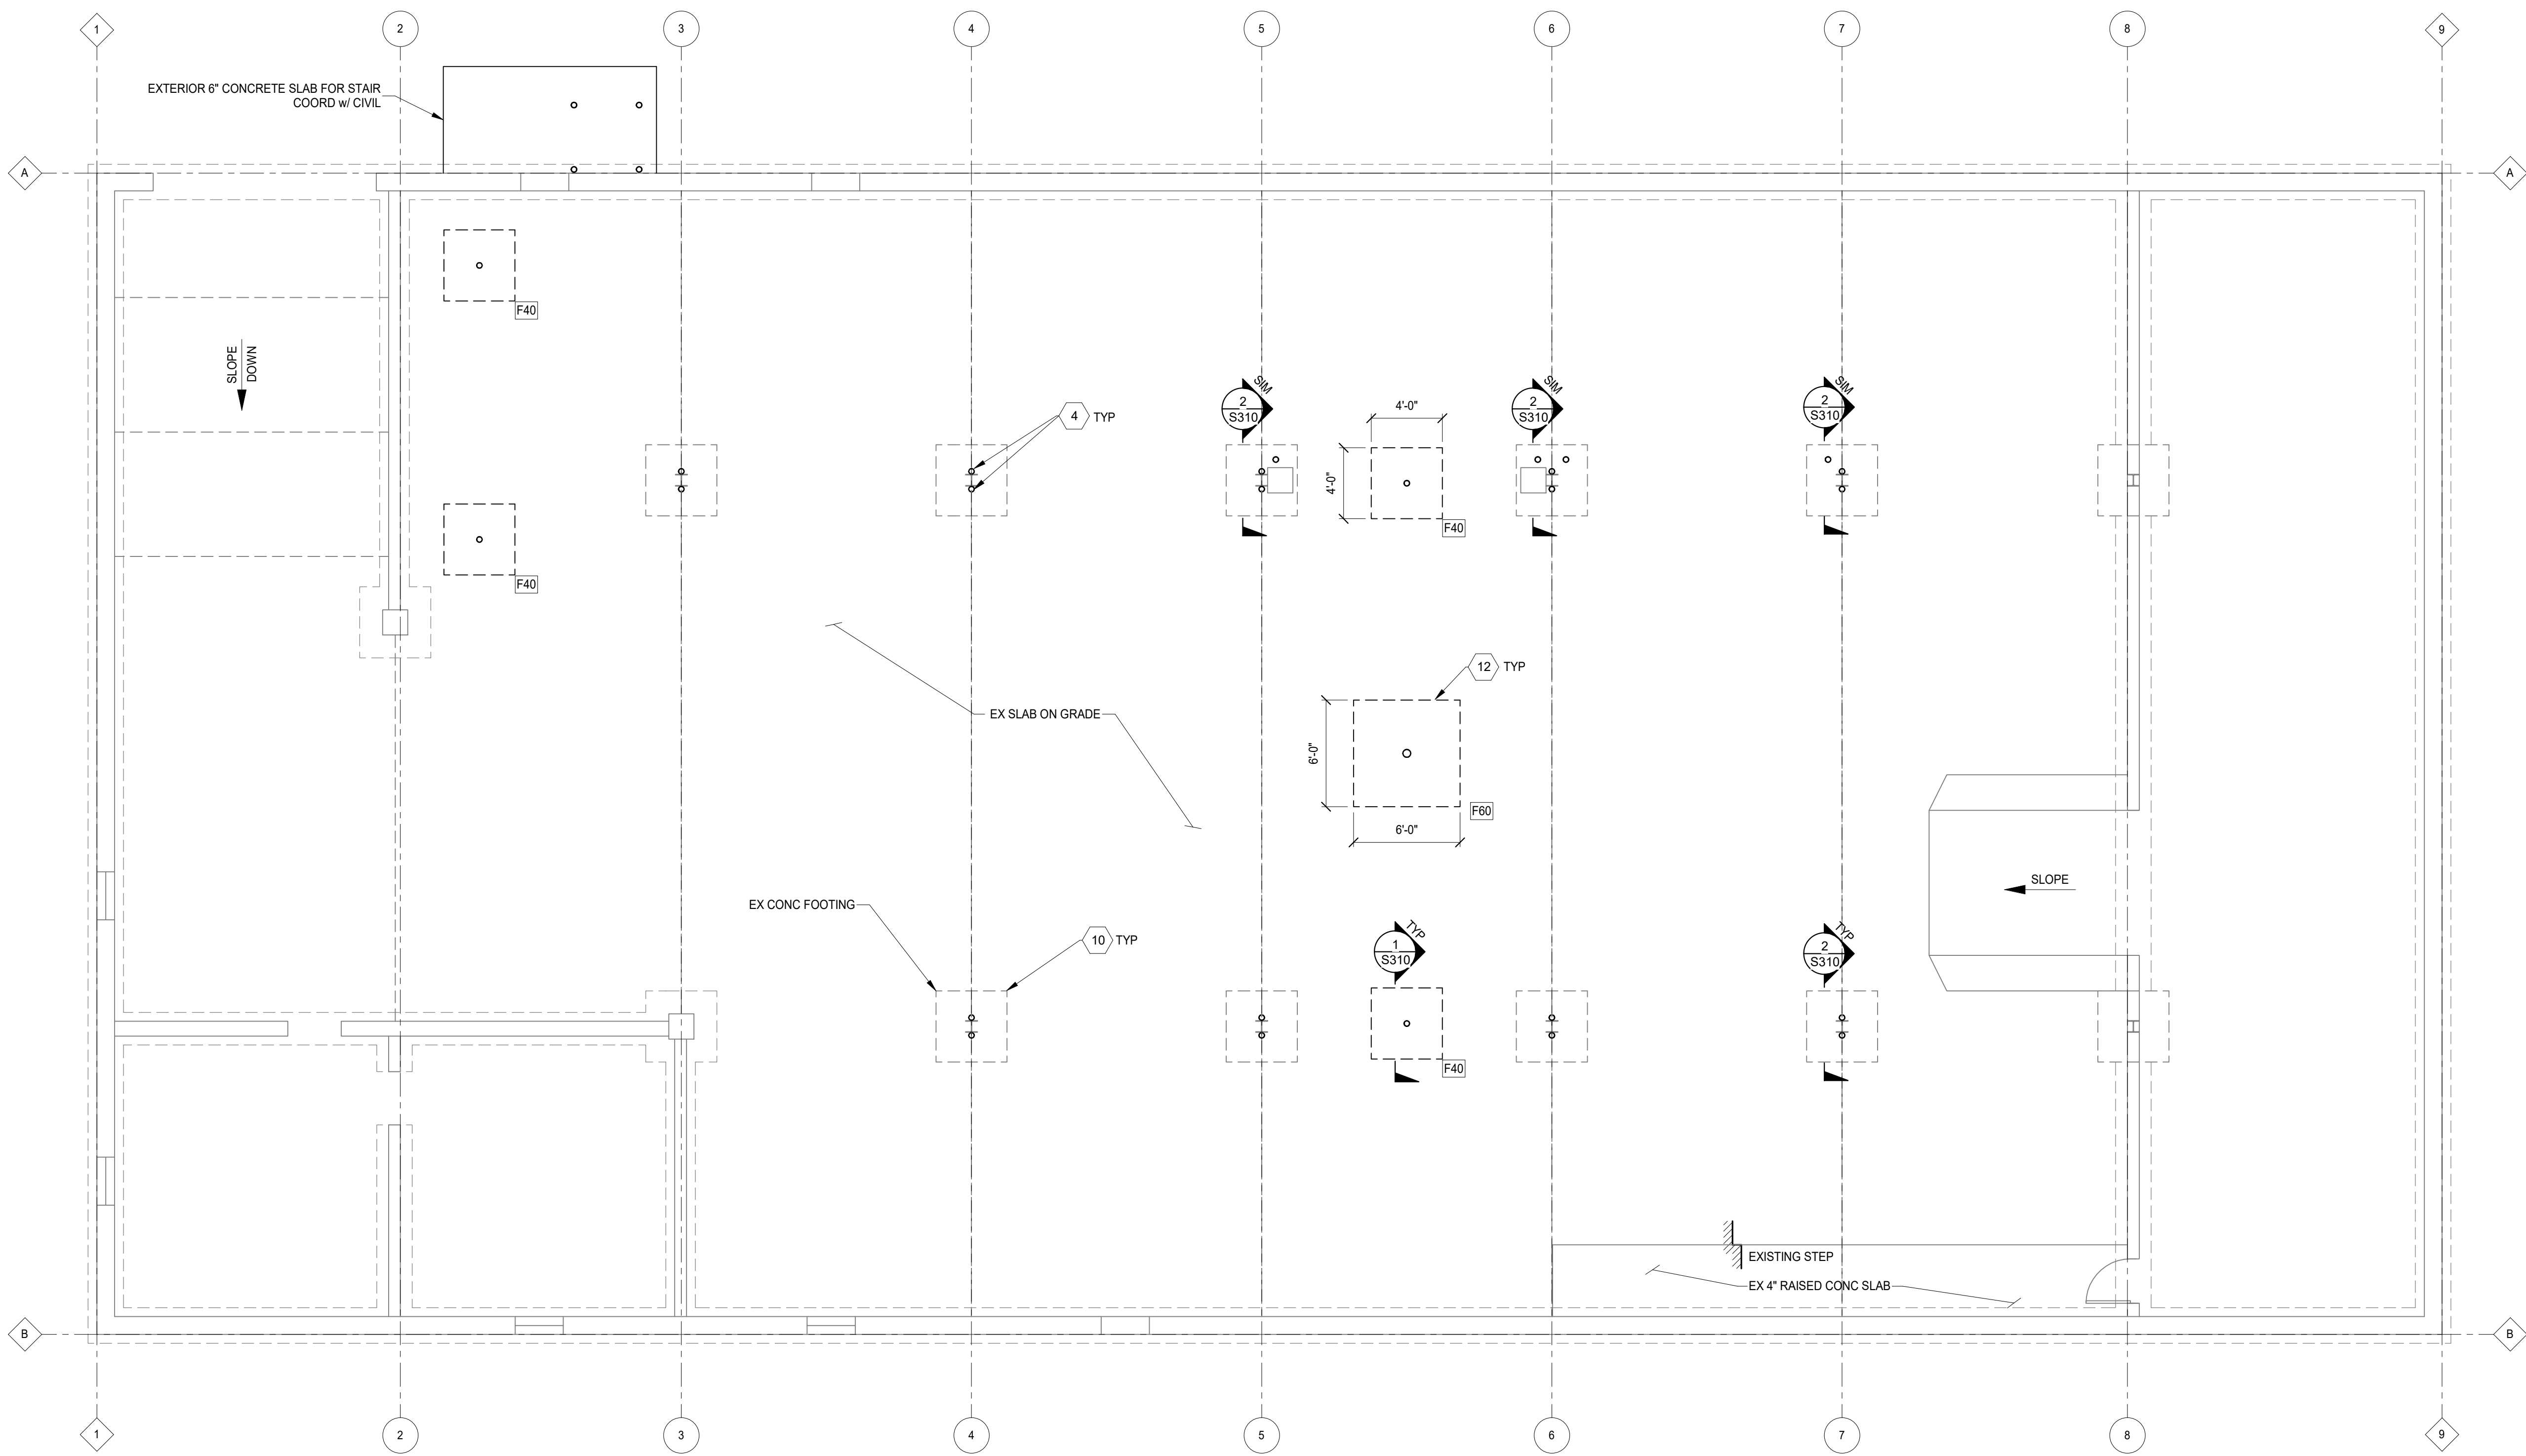 1
2
3
4
5
6
7
8
9
EXTERIOR 6" CONCRETE SLAB FOR STAIR
COORD w/ CIVIL
A
A
F40
SLOPE
DOWN
4 TYP
SIM
2
S310
SIM
2
S310
SIM
2
S310
4'-0"
4'-0"
F40
F40
12 TYP
EX SLAB ON GRADE
6'-0"
F60
6'-0"
SLOPE
EX CONC FOOTING
10 TYP
TYP
1
S310
TYP
2
S310
F40
EXISTING STEP
EX 4" RAISED CONC SLAB
B
B
1
2
3
4
5
6
7
8
9